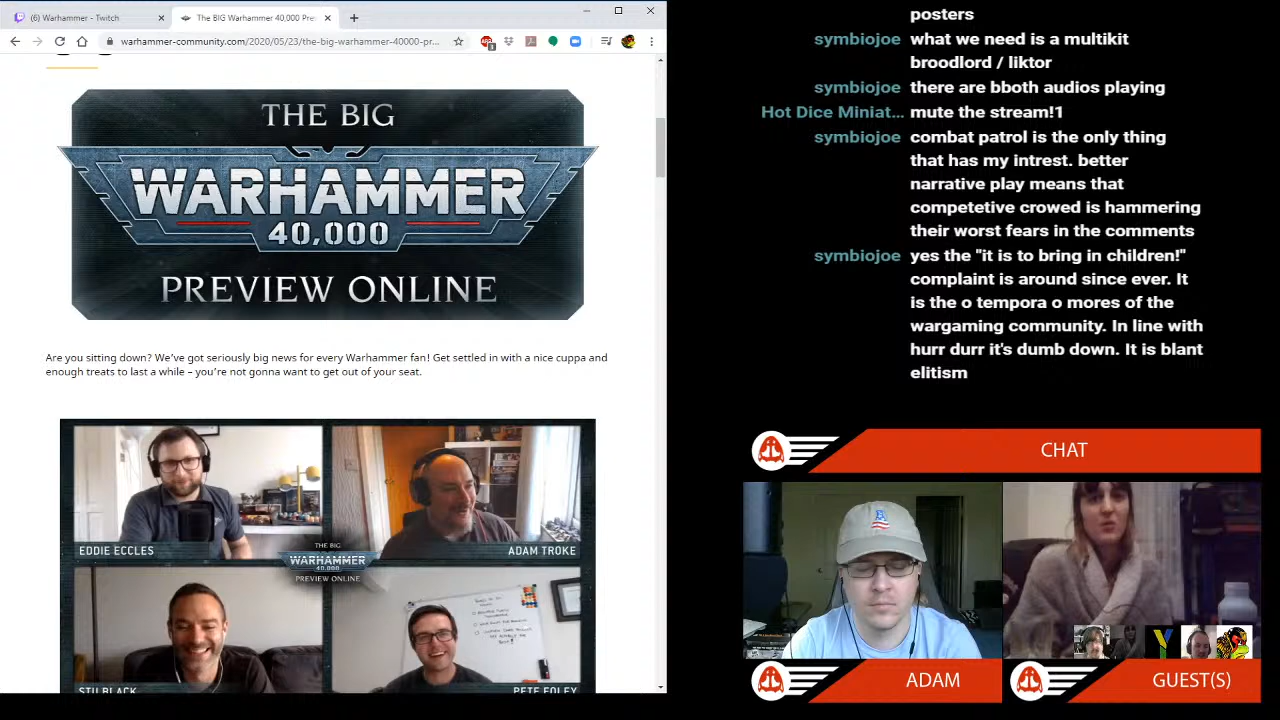 (6) Warhammer - Twitch
The BIG Warhammer 40,000 Pre
warhammer-community.com/2020/05/23/the-big-warhammer-40000-pr...
THE BIG
WARHAMMER
40,000
PREVIEW ONLINE
Are you sitting down? We've got seriously big news for every Warhammer fan! Get settled in with a nice cuppa and
enough treats to last a while – you're not gonna want to get out of your seat.
EDDIE ECCLES
ADAM TROKE
THE BIG
WARHAMMER
40,000
PREVIEW ONLINE
STU BLACK
PETE FOLEY
posters
symbiojoe what we need is a multikit
broodlord / liktor
symbiojoe there are bboth audios playing
Hot Dice Miniat... mute the stream!1
symbiojoe combat patrol is the only thing
that has my intrest. better
narrative play means that
competetive crowed is hammering
their worst fears in the comments
symbiojoe yes the "it is to bring in children!"
complaint is around since ever. It
is the o tempora o mores of the
wargaming community. In line with
hurr durr it's dumb down. It is blant
elitism
CHAT
ADAM
GUEST(S)